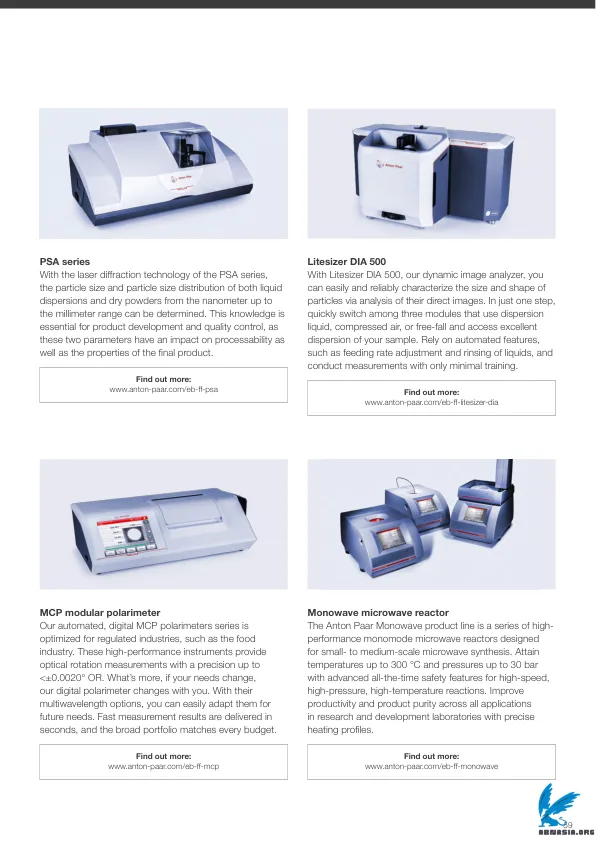 Anton Paar
PSA series
With the laser diffraction technology of the PSA series,
the particle size and particle size distribution of both liquid
dispersions and dry powders from the nanometer up to
the millimeter range can be determined. This knowledge is
essential for product development and quality control, as
these two parameters have an impact on processability as
well as the properties of the final product.
Find out more:
www.anton-paar.com/eb-ff-psa
Anton Paar
Litesizer DIA 500
With Litesizer DIA 500, our dynamic image analyzer, you
can easily and reliably characterize the size and shape of
particles via analysis of their direct images. In just one step,
quickly switch among three modules that use dispersion
liquid, compressed air, or free-fall and access excellent
dispersion of your sample. Rely on automated features,
such as feeding rate adjustment and rinsing of liquids, and
conduct measurements with only minimal training.
Find out more:
www.anton-paar.com/eb-ff-litesizer-dia
MCP modular polarimeter
Our automated, digital MCP polarimeters series is
optimized for regulated industries, such as the food
industry. These high-performance instruments provide
optical rotation measurements with a precision up to
<±0.0020° OR. What’s more, if your needs change,
our digital polarimeter changes with you. With their
multiwavelength options, you can easily adapt them for
future needs. Fast measurement results are delivered in
seconds, and the broad portfolio matches every budget.
Find out more:
www.anton-paar.com/eb-ff-mcp
Monowave microwave reactor
The Anton Paar Monowave product line is a series of high-
performance monomode microwave reactors designed
for small- to medium-scale microwave synthesis. Attain
temperatures up to 300 °C and pressures up to 30 bar
with advanced all-the-time safety features for high-speed,
high-pressure, high-temperature reactions. Improve
productivity and product purity across all applications
in research and development laboratories with precise
heating profiles.
Find out more:
www.anton-paar.com/eb-ff-monowave
59
ABNASIA.ORG